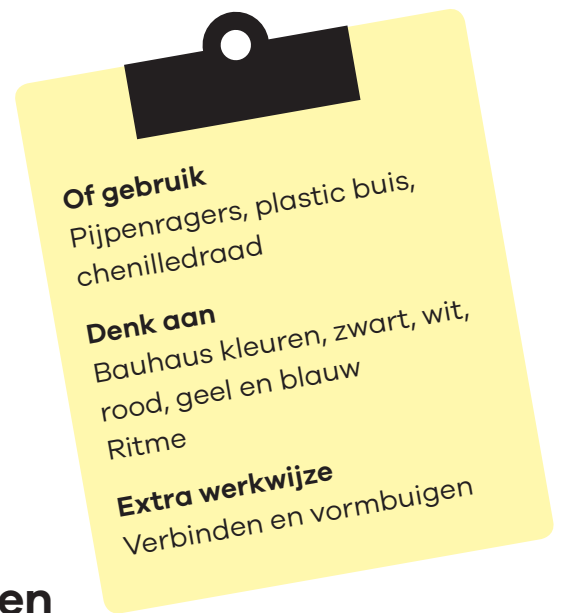 Of gebruik
Pijpenragers, plastic buis,
chenilledraad
Denk aan
Bauhaus kleuren, zwart, wit,
rood, geel en blauw
Ritme
Extra werkwijze
Verbinden en vormbuigen
en